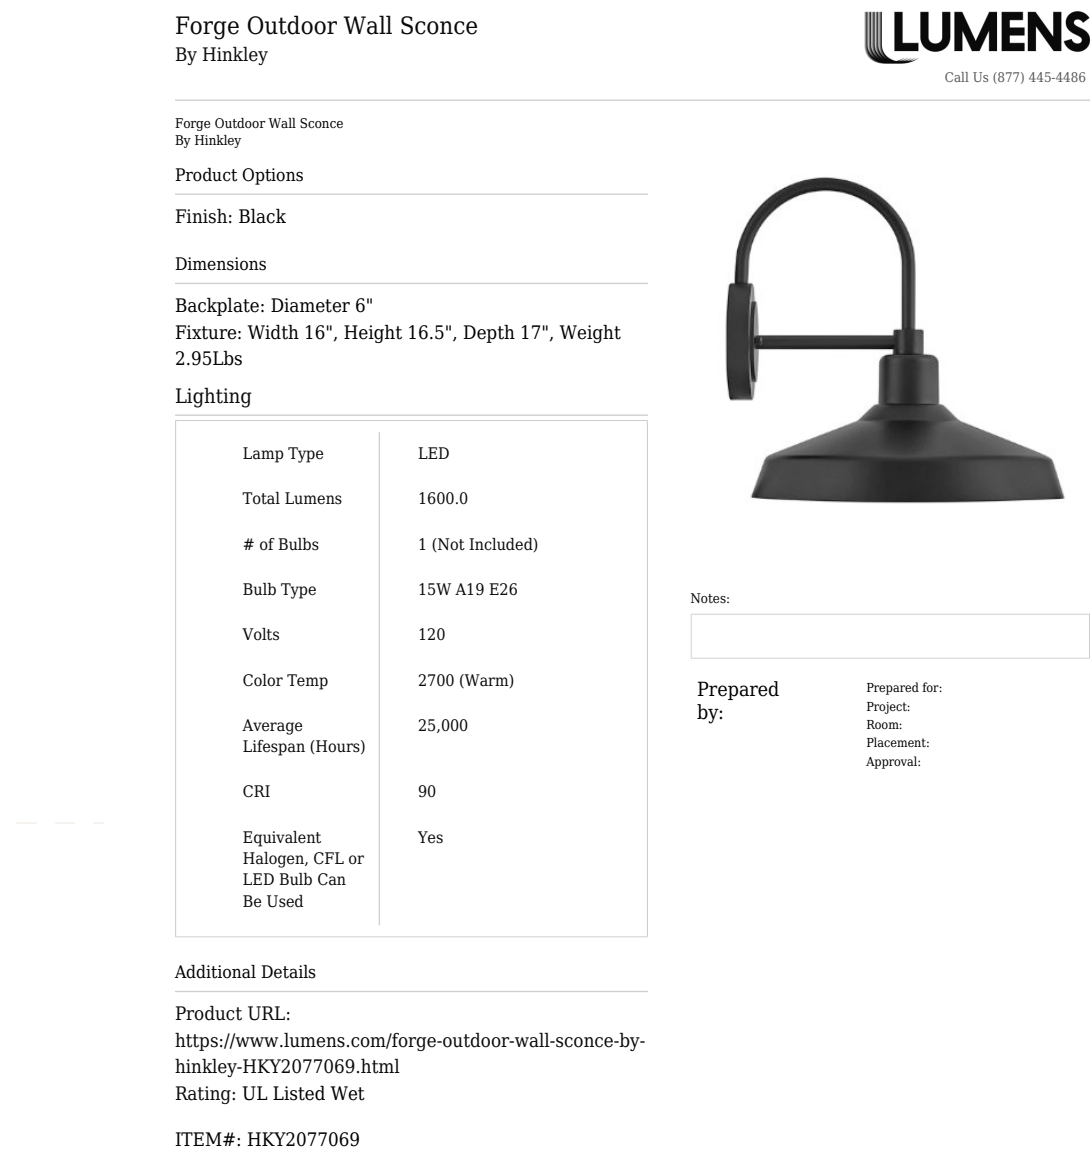 Forge Outdoor Wall Sconce
By Hinkley
LUMENS
Call Us (877) 445-4486
Forge Outdoor Wall Sconce
By Hinkley
Product Options
Finish: Black
Dimensions
Backplate: Diameter 6"
Fixture: Width 16", Height 16.5", Depth 17", Weight
2.95Lbs
Lighting
Lamp Type LED
Total Lumens 1600.0
# of Bulbs 1 (Not Included)
Bulb Type 15W A19 E26
Volts 120
Color Temp 2700 (Warm)
Average 25,000
Lifespan (Hours)
CRI 90
Equivalent Yes
Halogen, CFL or
LED Bulb Can
Be Used
Additional Details
Product URL:
https://www.lumens.com/forge-outdoor-wall-sconce-by-
hinkley-HKY2077069.html
Rating: UL Listed Wet
ITEM#: HKY2077069
Notes:
Prepared
by:
Prepared for:
Project:
Room:
Placement:
Approval: